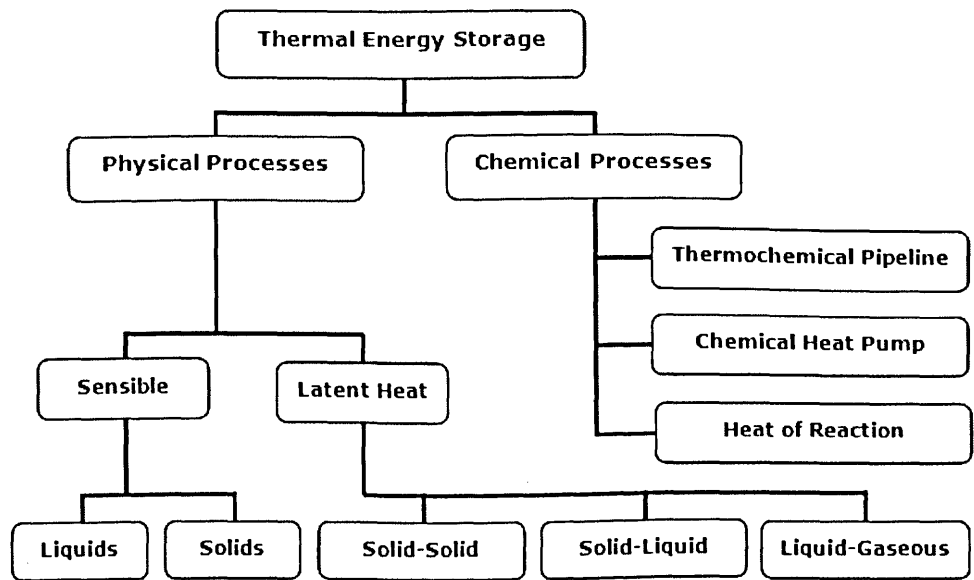 Thermal Energy Storage
Physical Processes
Chemical Processes
Thermochemical Pipeline
Chemical Heat Pump
Sensible
Latent Heat
Heat of Reaction
Liquids
Solids
Solid-Solid
Solid-Liquid
Liquid-Gaseous